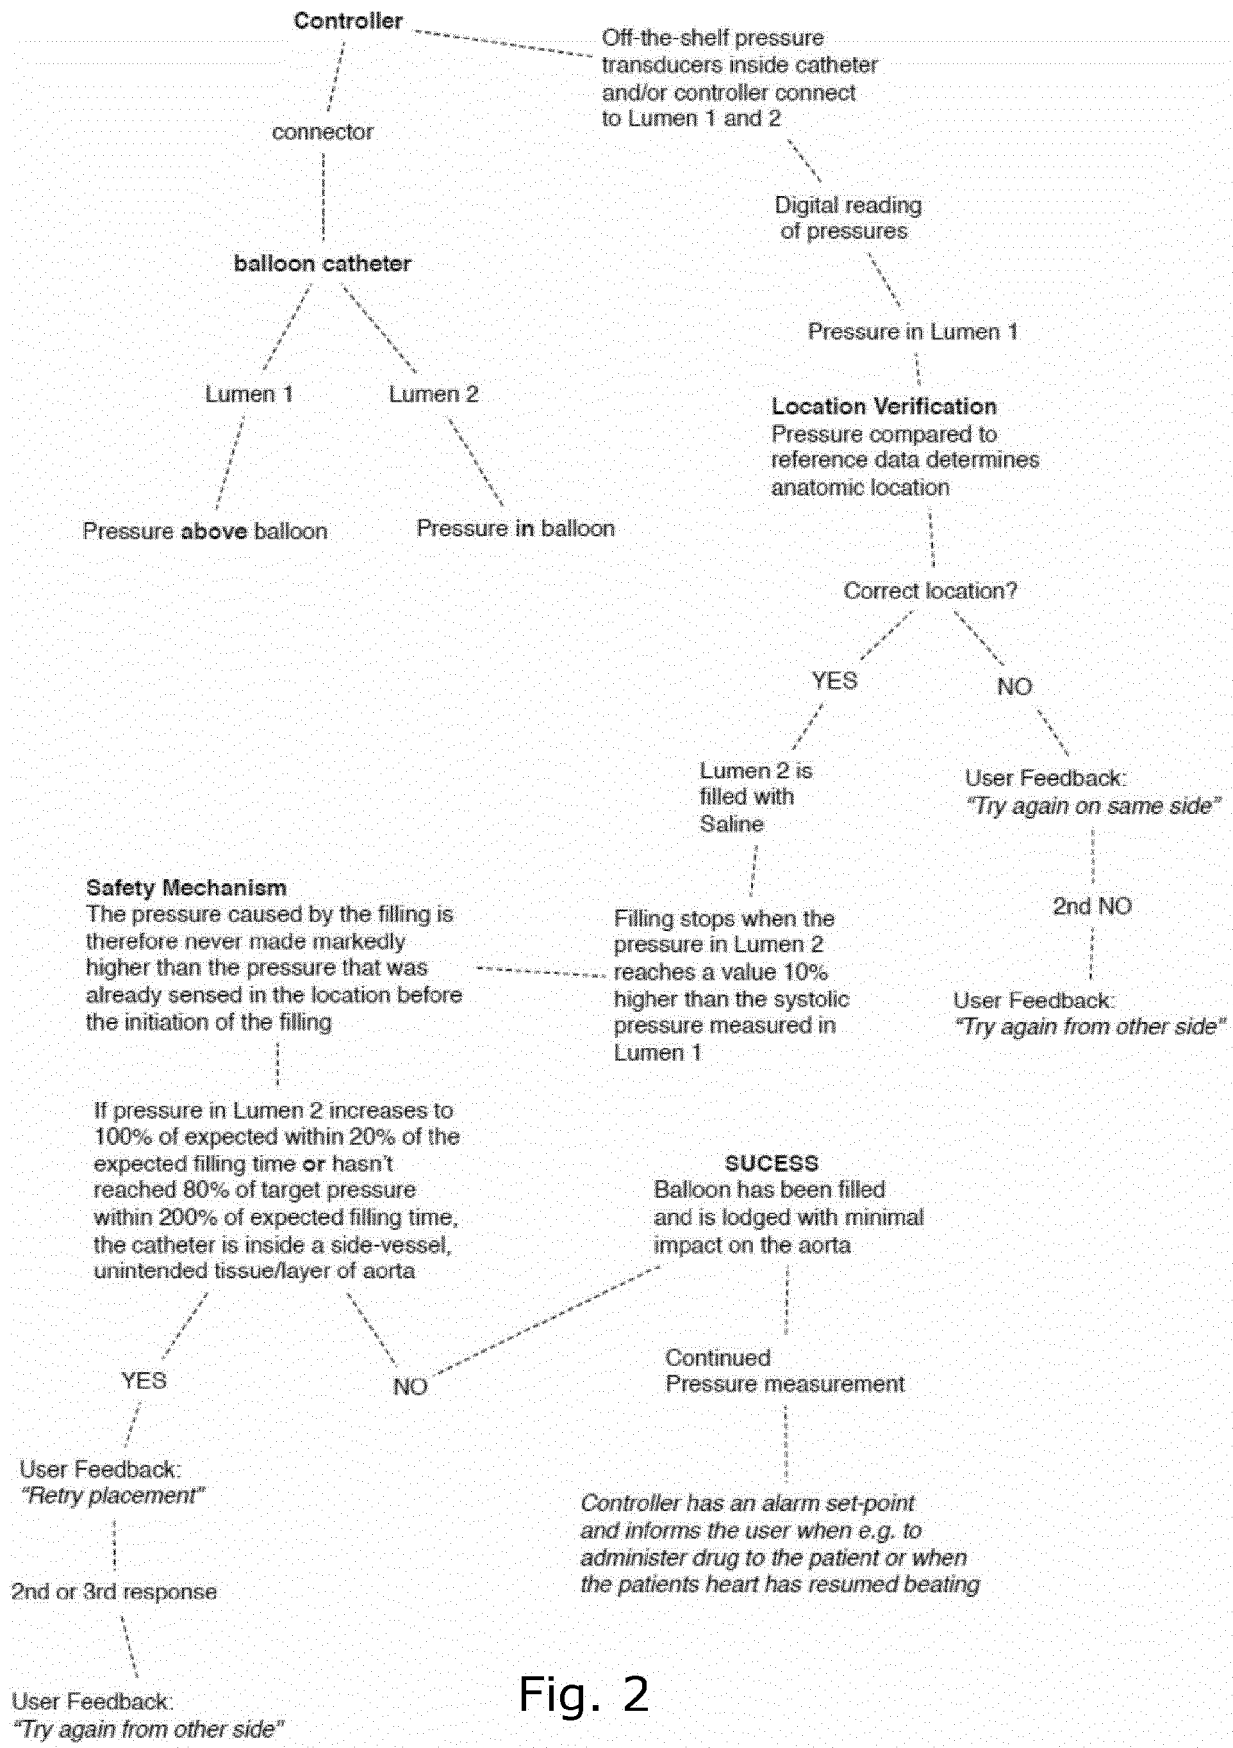 Controller
Off-the-shelf pressure
transducers inside catheter
and/or controller connect
to Lumen 1 and 2
connector
Digital reading
of pressures
balloon catheter
Pressure in Lumen 1
Lumen 1
Lumen 2
Location Verification
Pressure compared to
reference data determines
anatomic location
Pressure above balloon
Pressure in balloon
Correct location?
YES
NO
Lumen 2 is
filled with
Saline
User Feedback:
“Try again on same side”
2nd NO
User Feedback:
“Try again from other side”
Filling stops when the
pressure in Lumen 2
reaches a value 10%
higher than the systolic
pressure measured in
Lumen 1
Safety Mechanism
The pressure caused by the filling is
therefore never made markedly
higher than the pressure that was
already sensed in the location before
the initiation of the filling
If pressure in Lumen 2 increases to
100% of expected within 20% of the
expected filling time or hasn't
reached 80% of target pressure
within 200% of expected filling time,
the catheter is inside a side-vessel,
unintended tissue/layer of aorta
SUCESS
Balloon has been filled
and is lodged with minimal
impact on the aorta
YES
NO
Continued
Pressure measurement
User Feedback:
“Retry placement”
Controller has an alarm set-point
and informs the user when e.g. to
administer drug to the patient or when
the patients heart has resumed beating
2nd or 3rd response
User Feedback:
“Try again from other side”
Fig. 2